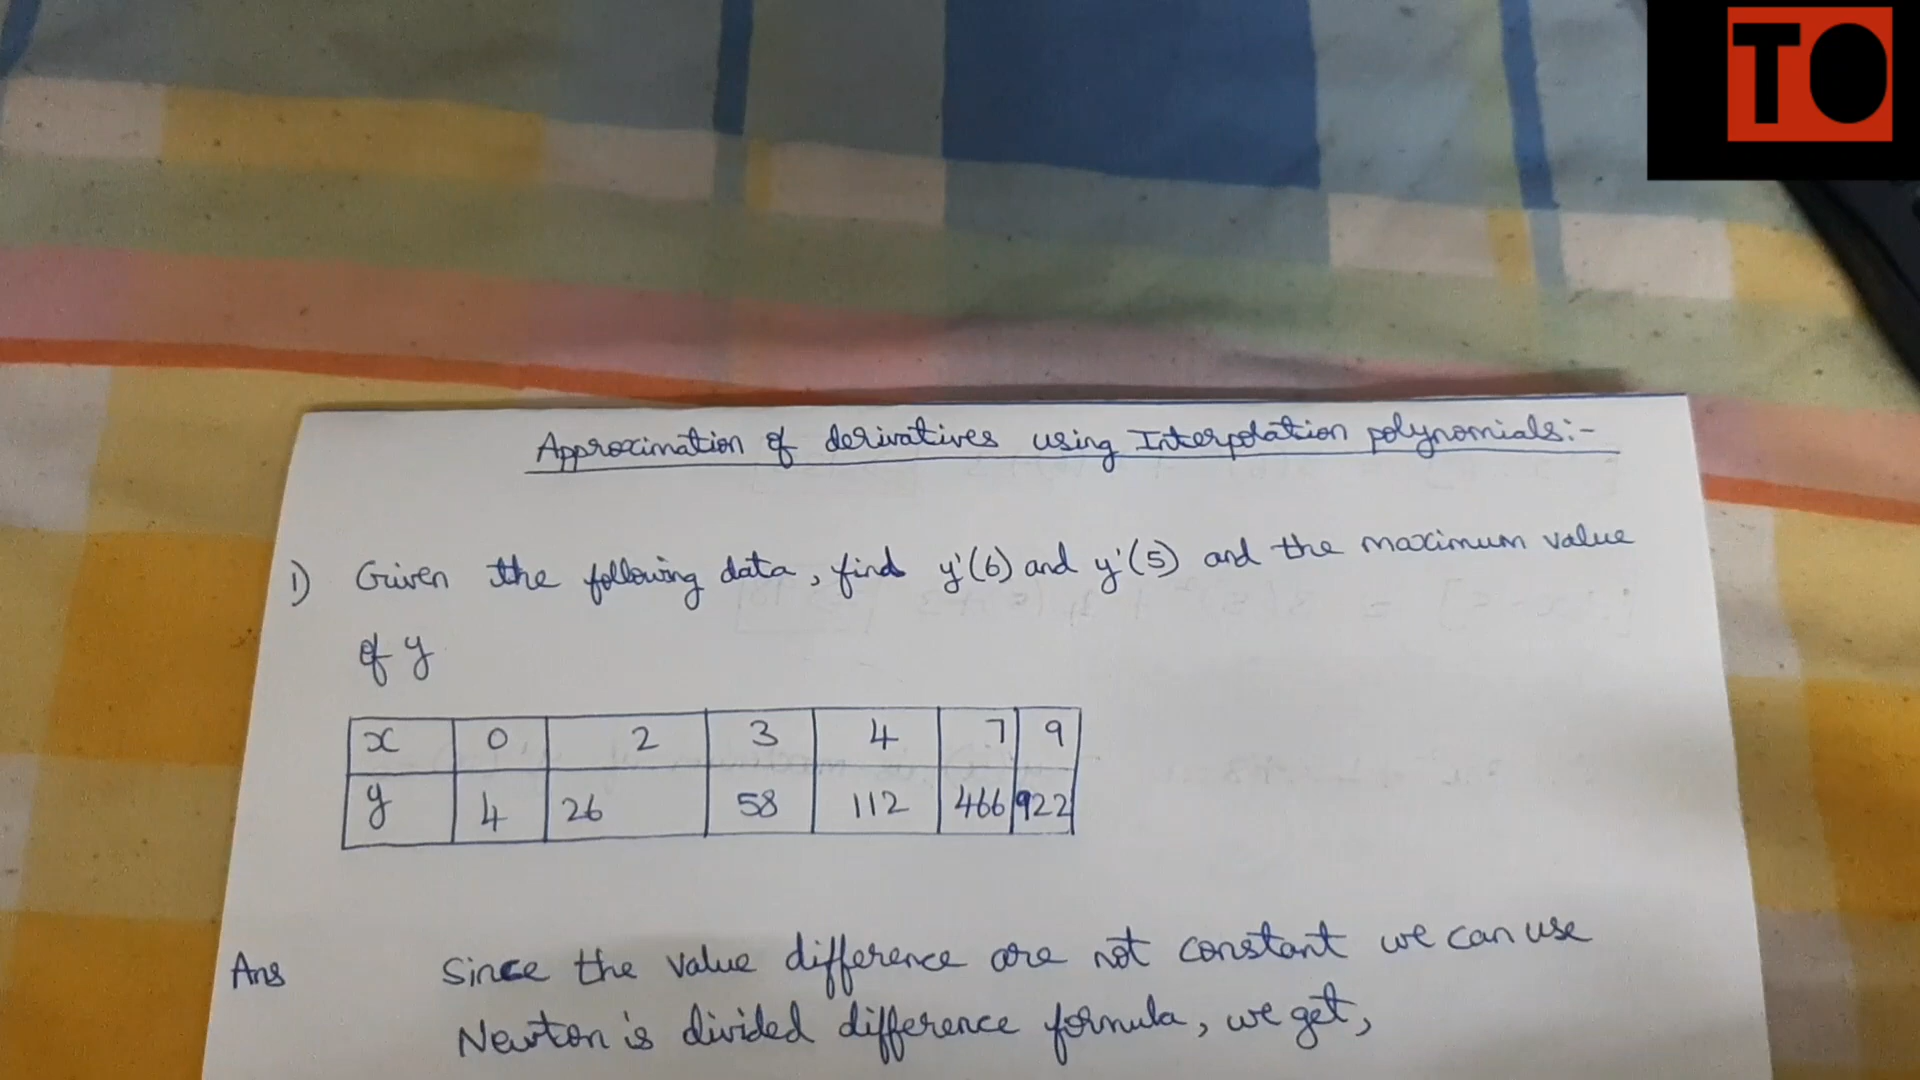 TO
Approximation of derivatives using Interpolation polynomials:-
1) Given the following data, find y'(6) and y'(5) and the maximum value
of y
x 0 2 3 4 7 9
y 4 26 58 112 466 922
Ans Since the value difference are not constant we can use
Newton is divided difference formula, we get,